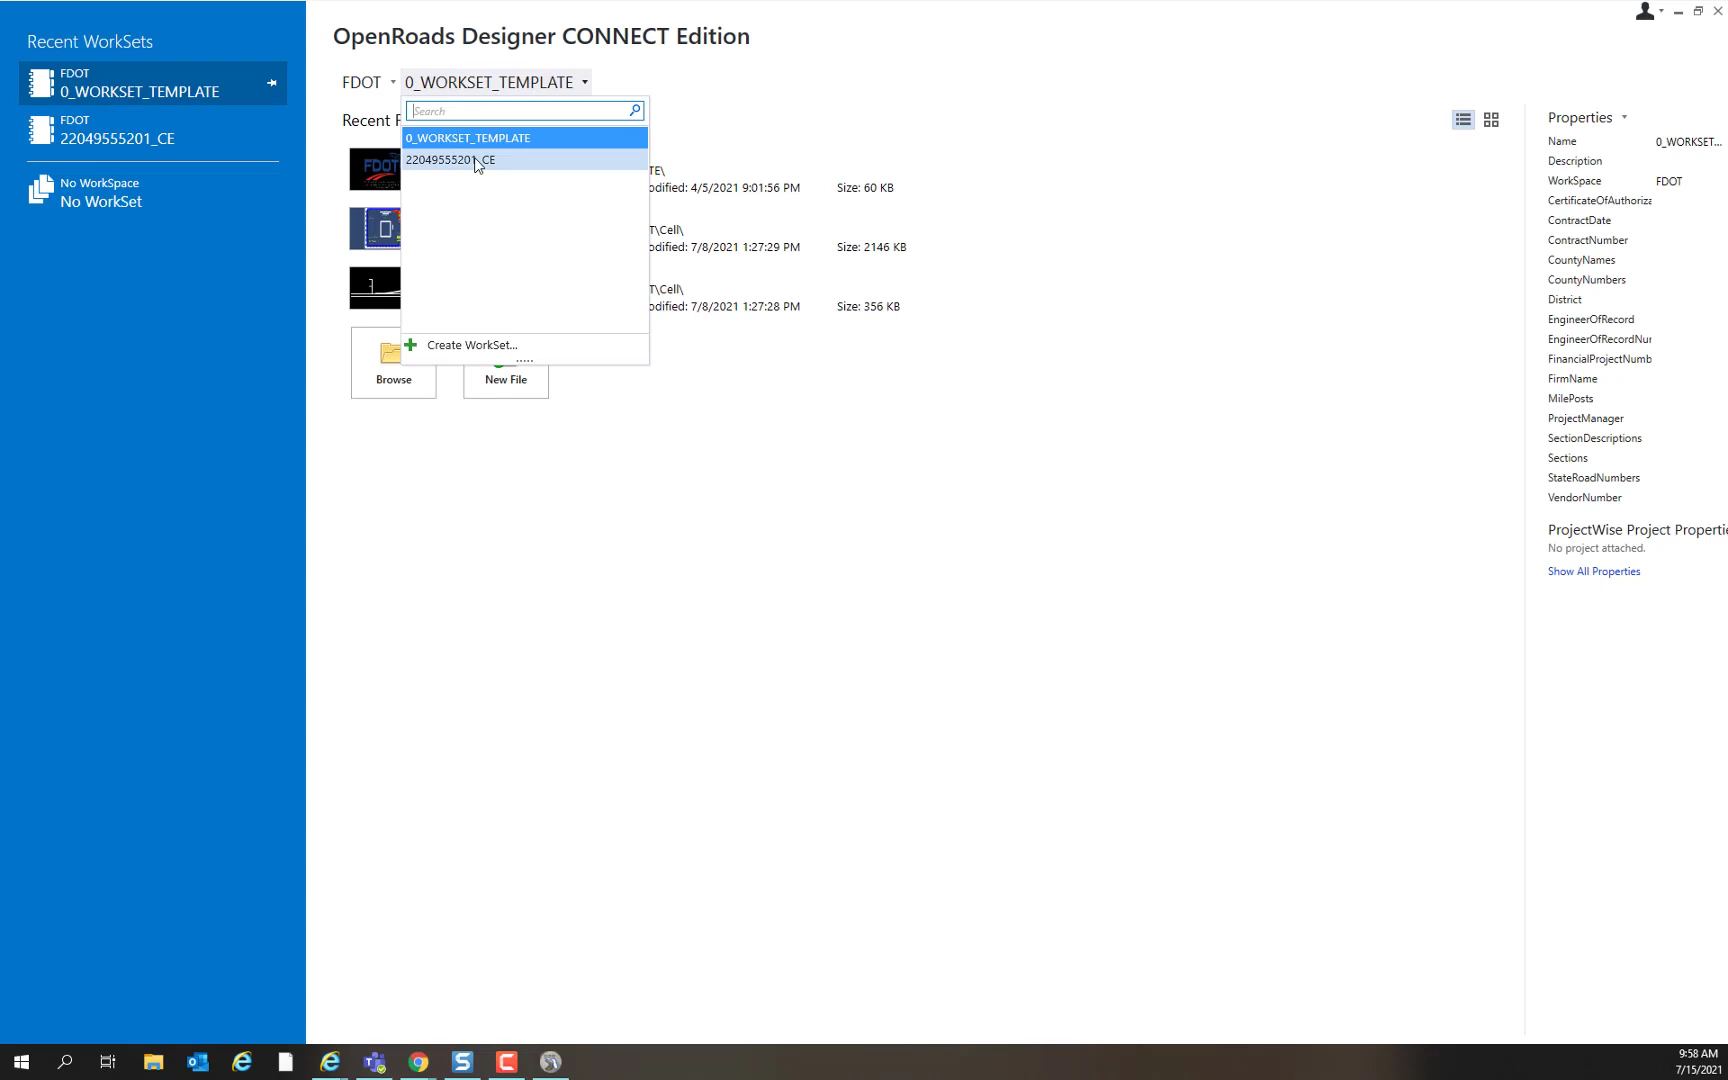 Recent WorkSets
FDOT
0_WORKSET_TEMPLATE
FDOT
22049555201_CE
No WorkSpace
No WorkSet
OpenRoads Designer CONNECT Edition
FDOT
0_WORKSET_TEMPLATE
Search
Recent F
0_WORKSET_TEMPLATE
22049555201_CE
FDOT
TE\
odified: 4/5/2021 9:01:56 PM
Size: 60 KB
T\Cell\
odified: 7/8/2021 1:27:29 PM
Size: 2146 KB
T\Cell\
odified: 7/8/2021 1:27:28 PM
Size: 356 KB
Create WorkSet...
Browse
New File
Properties
Name
0_WORKSET...
Description
WorkSpace
FDOT
CertificateOfAuthoriza
ContractDate
ContractNumber
CountyNames
CountyNumbers
District
EngineerOfRecord
EngineerOfRecordNur
FinancialProjectNumb
FirmName
MilePosts
ProjectManager
SectionDescriptions
Sections
StateRoadNumbers
VendorNumber
ProjectWise Project Properti
No project attached.
Show All Properties
9:58 AM
7/15/2021